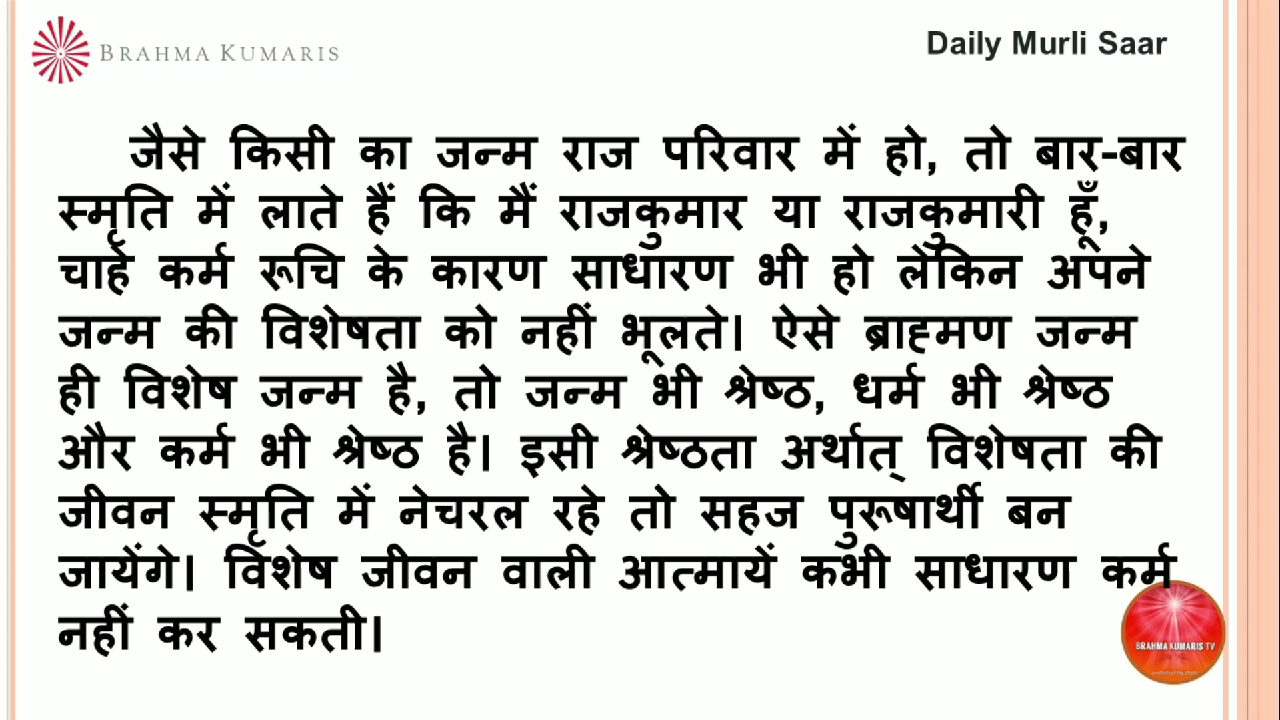 BRAHMA KUMARIS
Daily Murli Saar
जैसे किसी का जन्म राज परिवार में हो, तो बार-बार
स्मृति में लाते हैं कि मैं राजकुमार या राजकुमारी हूँ,
चाहे कर्म रूचि के कारण साधारण भी हो लेकिन अपने
जन्म की विशेषता को नहीं भूलते। ऐसे ब्राह्मण जन्म
ही विशेष जन्म है, तो जन्म भी श्रेष्ठ, धर्म भी श्रेष्ठ
और कर्म भी श्रेष्ठ है। इसी श्रेष्ठता अर्थात् विशेषता की
जीवन स्मृति में नेचरल रहे तो सहज पुरूषार्थी बन
जायेंगे। विशेष जीवन वाली आत्मायें कभी साधारण कर्म
नहीं कर सकती।
BRAHMA KUMARIS TV